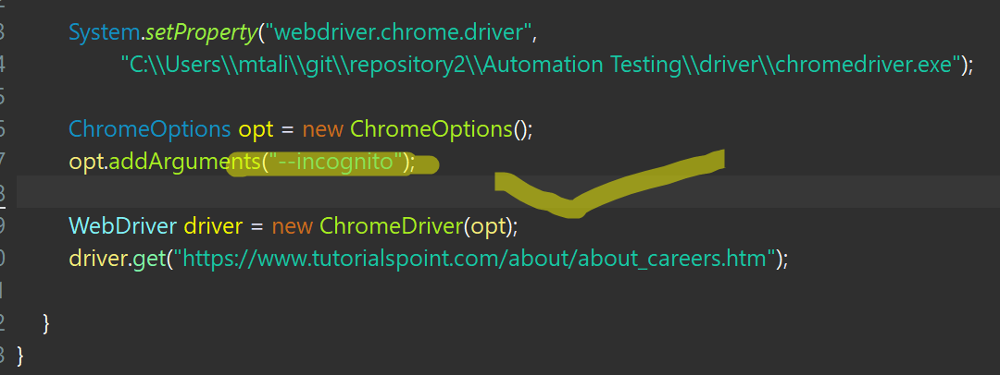 System.setProperty("webdriver.chrome.driver",
"C:\\Users\\mtali\\git\\repository2\\Automation Testing\\driver\\chromedriver.exe");
ChromeOptions opt = new ChromeOptions();
opt.addArguments("--incognito");
WebDriver driver = new ChromeDriver(opt);
driver.get("https://www.tutorialspoint.com/about/about_careers.htm");
}
}